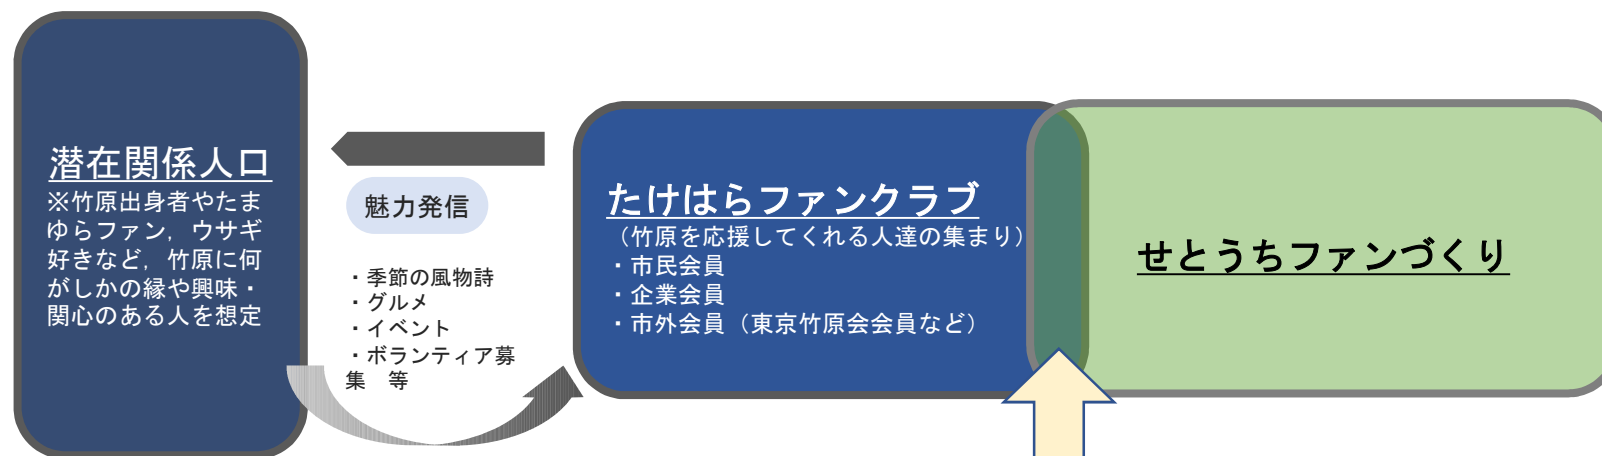 潜在関係人口
※竹原出身者やたま
ゆらファン，ウサギ
好きなど，竹原に何
がしかの縁や興味・
関心のある人を想定
魅力発信
・季節の風物詩
・グルメ
・イベント
・ボランティア募
集　等
たけはらファンクラブ
（竹原を応援してくれる人達の集まり）
・市民会員
・企業会員
・市外会員（東京竹原会会員など）
せとうちファンづくり